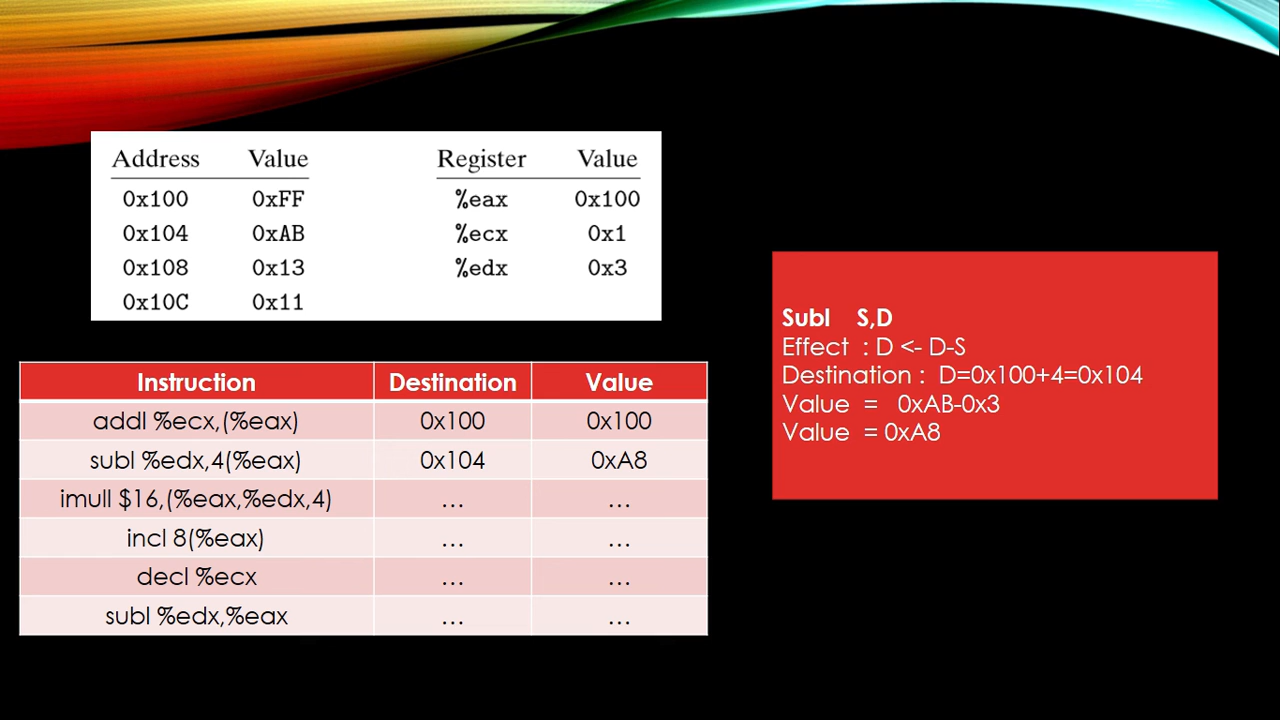 Address Value Register Value
0x100 0xFF %eax 0x100
0x104 0xAB %ecx 0x1
0x108 0x13 %edx 0x3
0x10C 0x11
Instruction Destination Value
addl %ecx,(%eax) 0x100 0x100
subl %edx,4(%eax) 0x104 0xA8
imull $16,(%eax,%edx,4) ... ...
incl 8(%eax) ... ...
decl %ecx ... ...
subl %edx,%eax ... ...
Subl S,D
Effect : D <- D-S
Destination : D=0x100+4=0x104
Value = 0xAB-0x3
Value = 0xA8